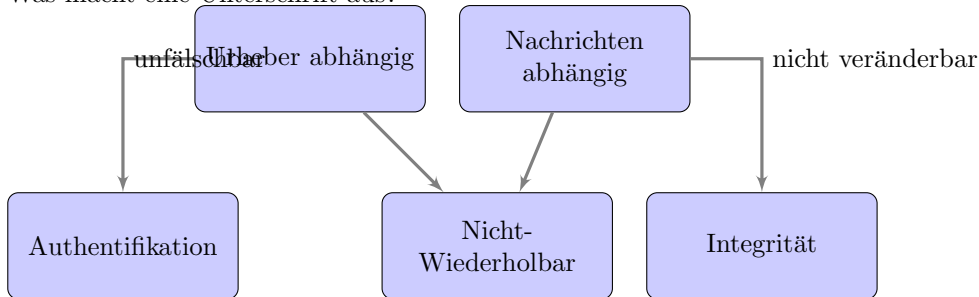 Was macht eine Unterschrift aus?
unfälschbar
Urheber abhängig
Nachrichten
abhängig
nicht veränderbar
Authentifikation
Nicht-
Wiederholbar
Integrität